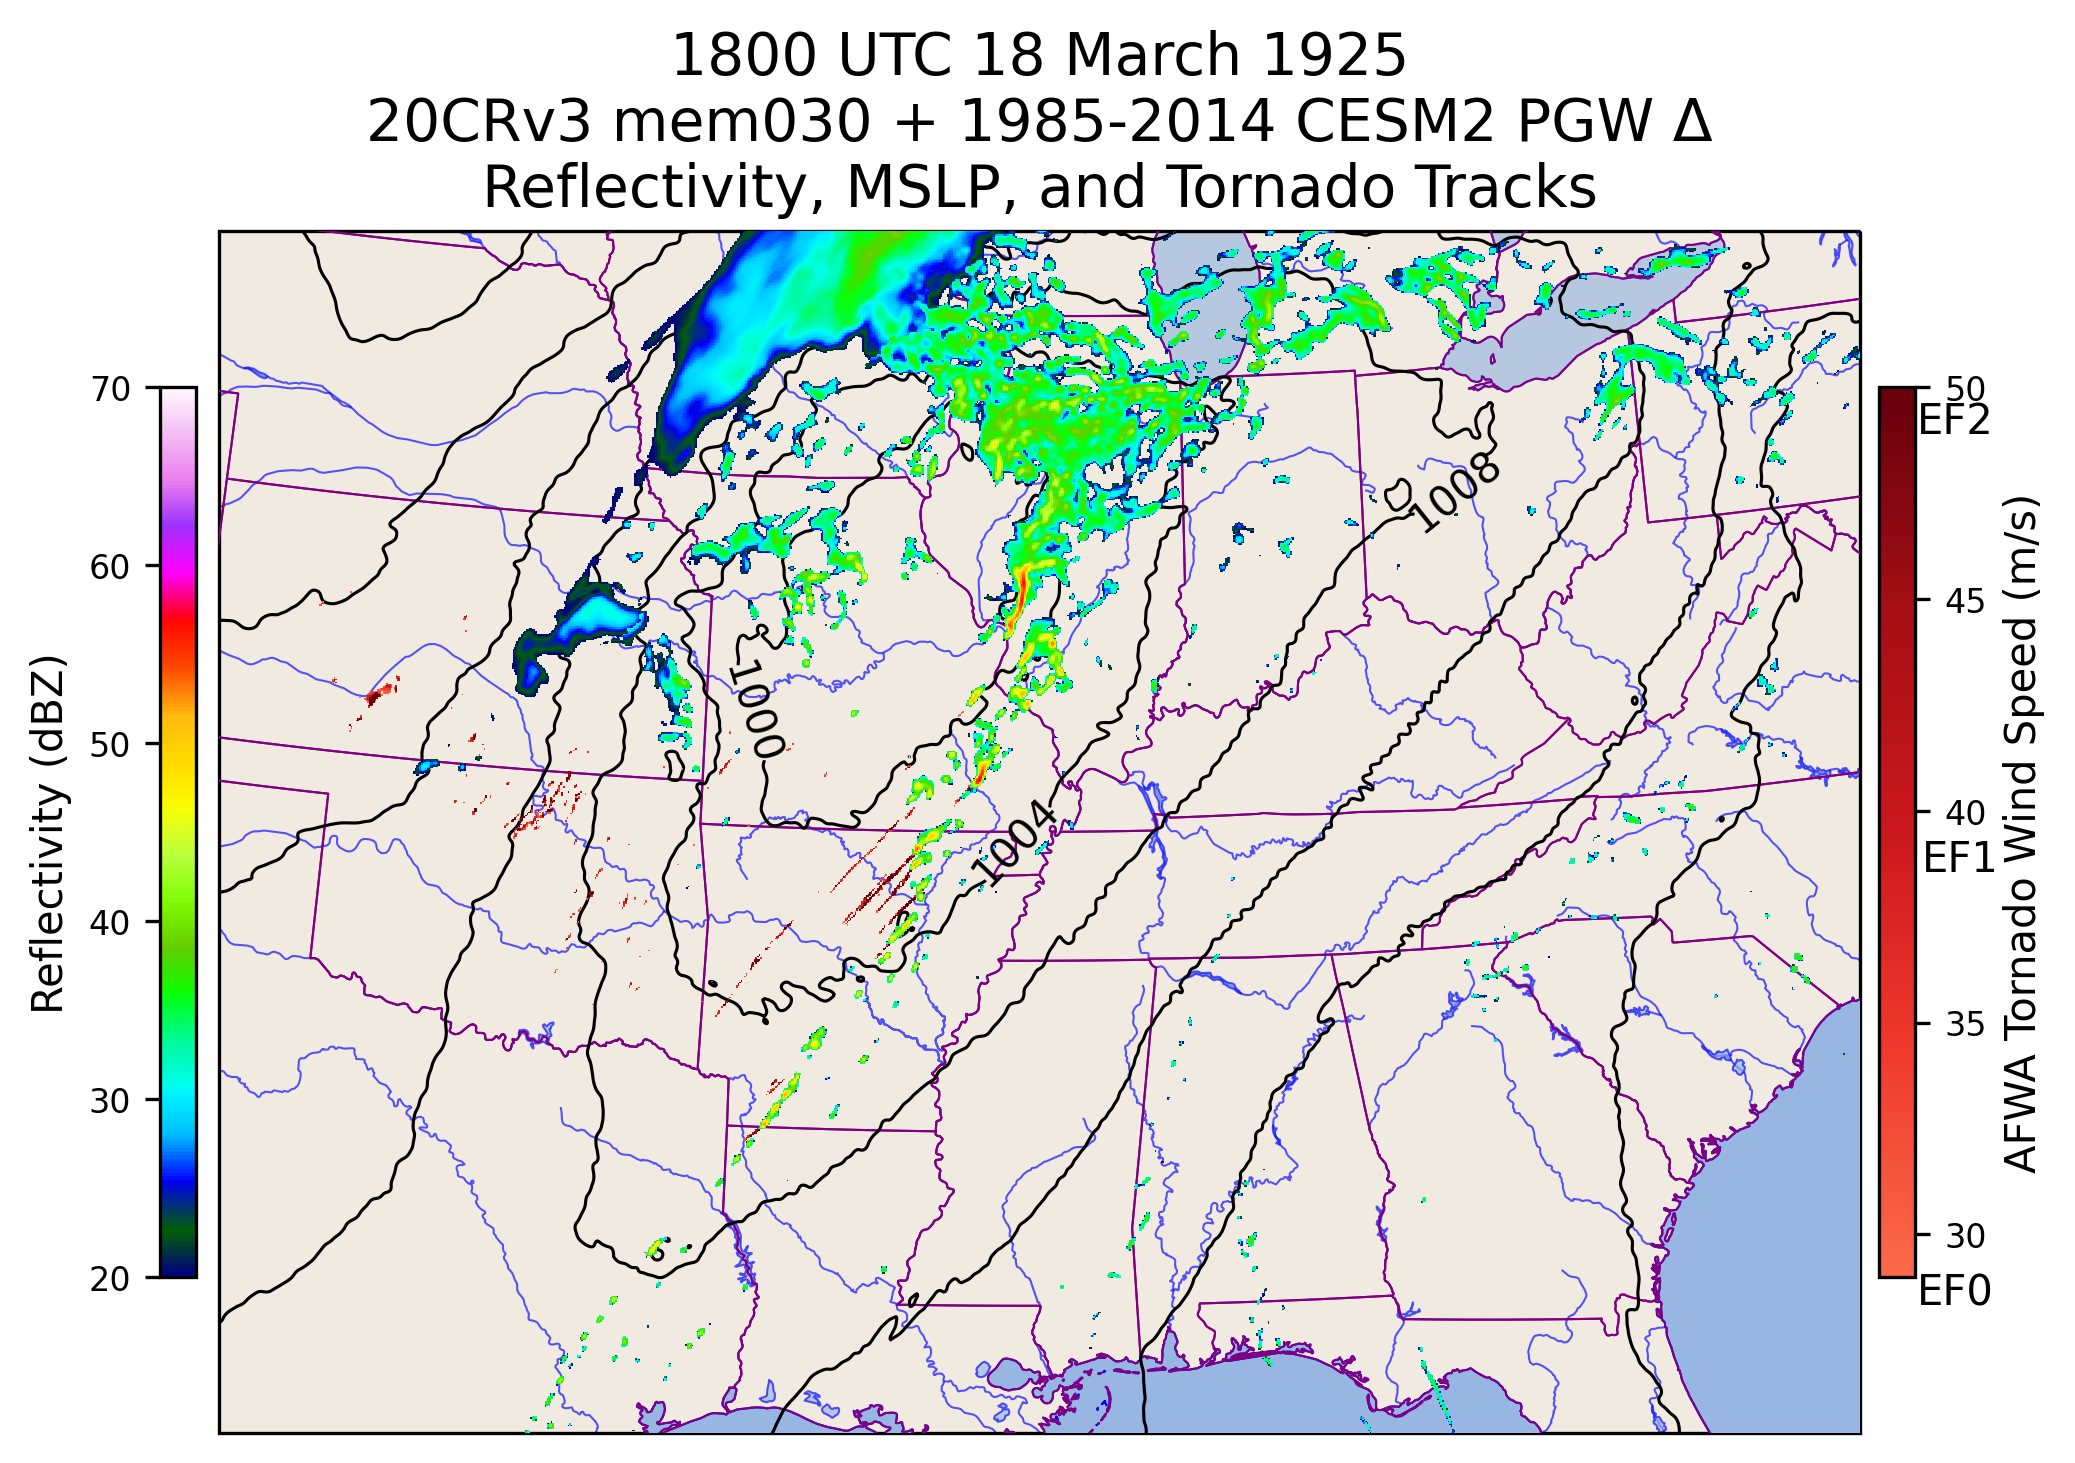 1800 UTC 18 March 1925
20CRv3 mem030 + 1985-2014 CESM2 PGW Δ
Reflectivity, MSLP, and Tornado Tracks
70
60
50
40
30
20
Reflectivity (dBZ)
1008
1000
1004
50
EF2
45
40
EF1
35
30
EF0
AFWA Tornado Wind Speed (m/s)